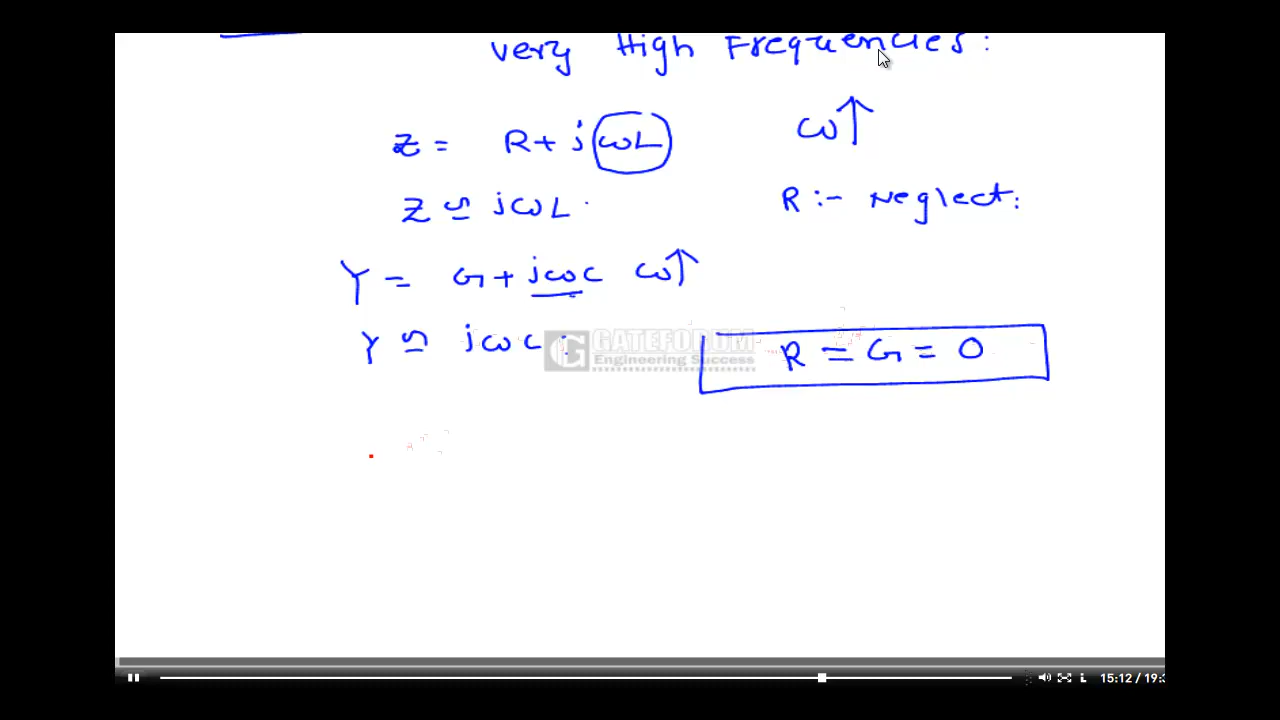 very High Frequencies:
Z = R + jωL ω↑
Z ≃ jωL. R :- Neglect:
Y = G + jωC ω↑
Y ≃ jωC:
GATEFORUM
Engineering Success
R = G = 0
15:12 / 19: